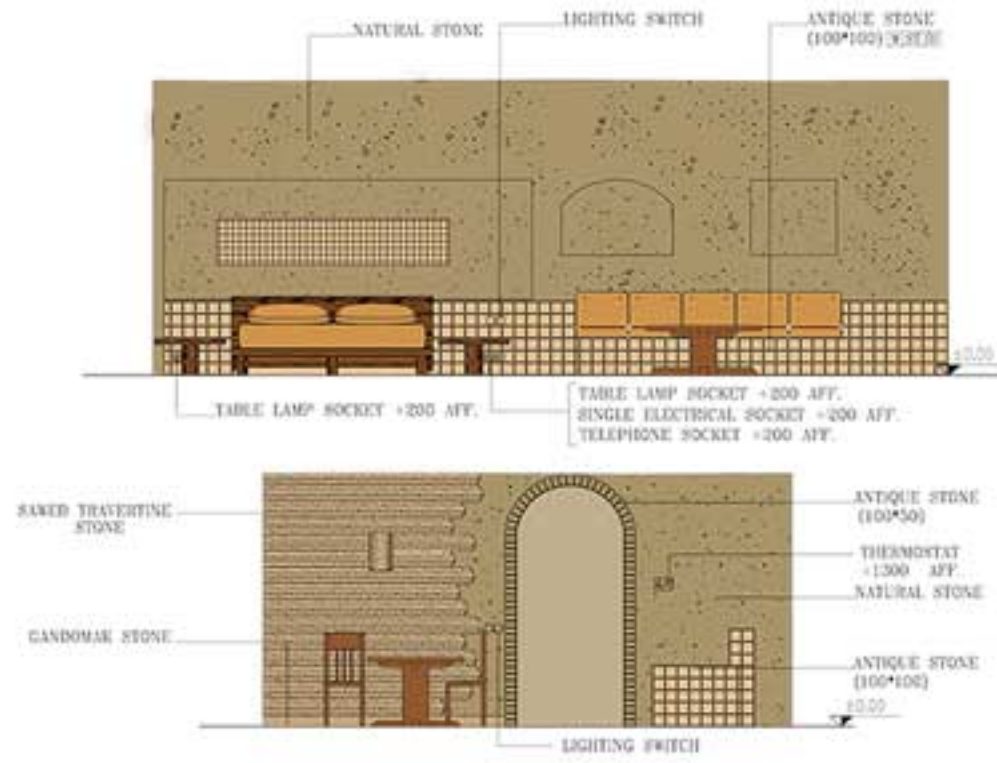 NATURAL STONE
LIGHTING SWITCH
ANTIQUE STONE
(100*100)
±0.00
TABLE LAMP SOCKET +200 AFF.
TABLE LAMP SOCKET +200 AFF.
SINGLE ELECTRICAL SOCKET +200 AFF.
TELEPHONE SOCKET +200 AFF.
SAWED TRAVERTINE
STONE
GANDOMAK STONE
ANTIQUE STONE
(100*50)
THERMOSTAT
+1300 AFF.
NATURAL STONE
ANTIQUE STONE
(100*100)
±0.00
LIGHTING SWITCH